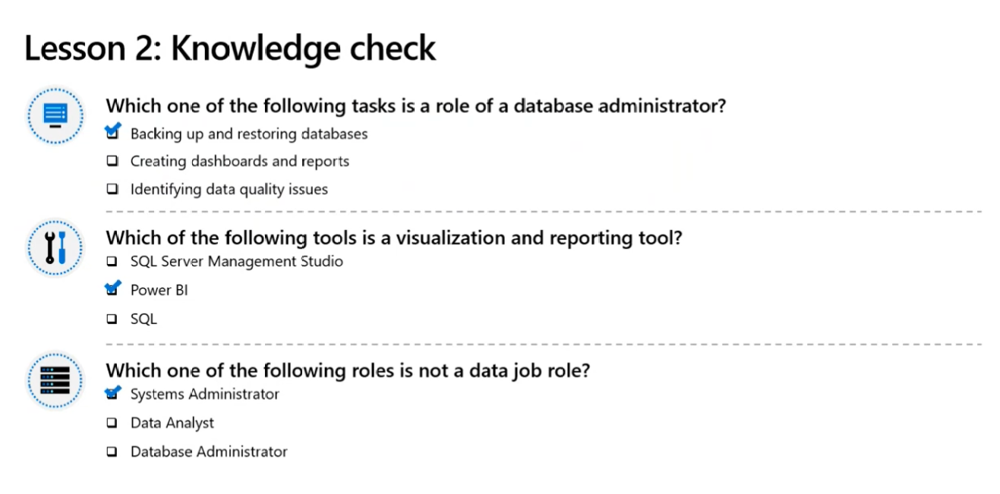 Lesson 2: Knowledge check
Which one of the following tasks is a role of a database administrator?
Backing up and restoring databases
Creating dashboards and reports
Identifying data quality issues
Which of the following tools is a visualization and reporting tool?
SQL Server Management Studio
Power BI
SQL
Which one of the following roles is not a data job role?
Systems Administrator
Data Analyst
Database Administrator